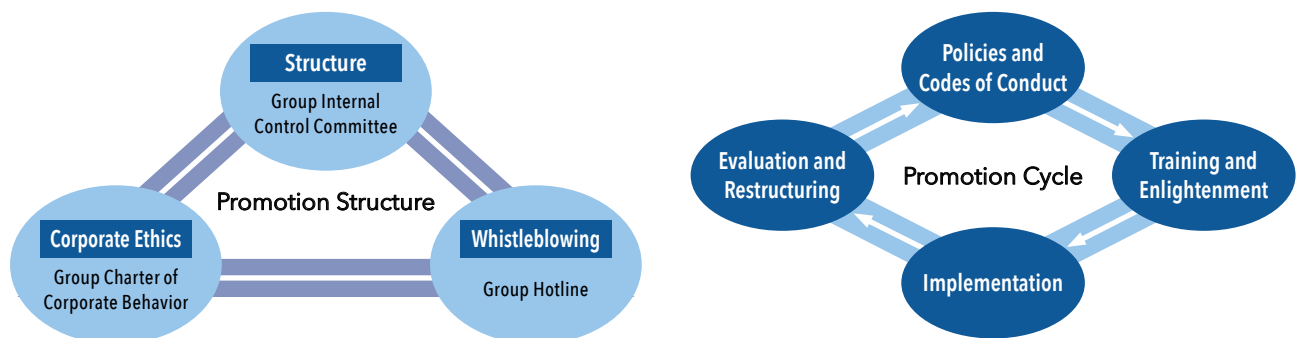 Structure
Group Internal
Control Committee
Promotion Structure
Corporate Ethics
Group Charter of
Corporate Behavior
Whistleblowing
Group Hotline
Policies and
Codes of Conduct
Evaluation and
Restructuring
Promotion Cycle
Training and
Enlightenment
Implementation